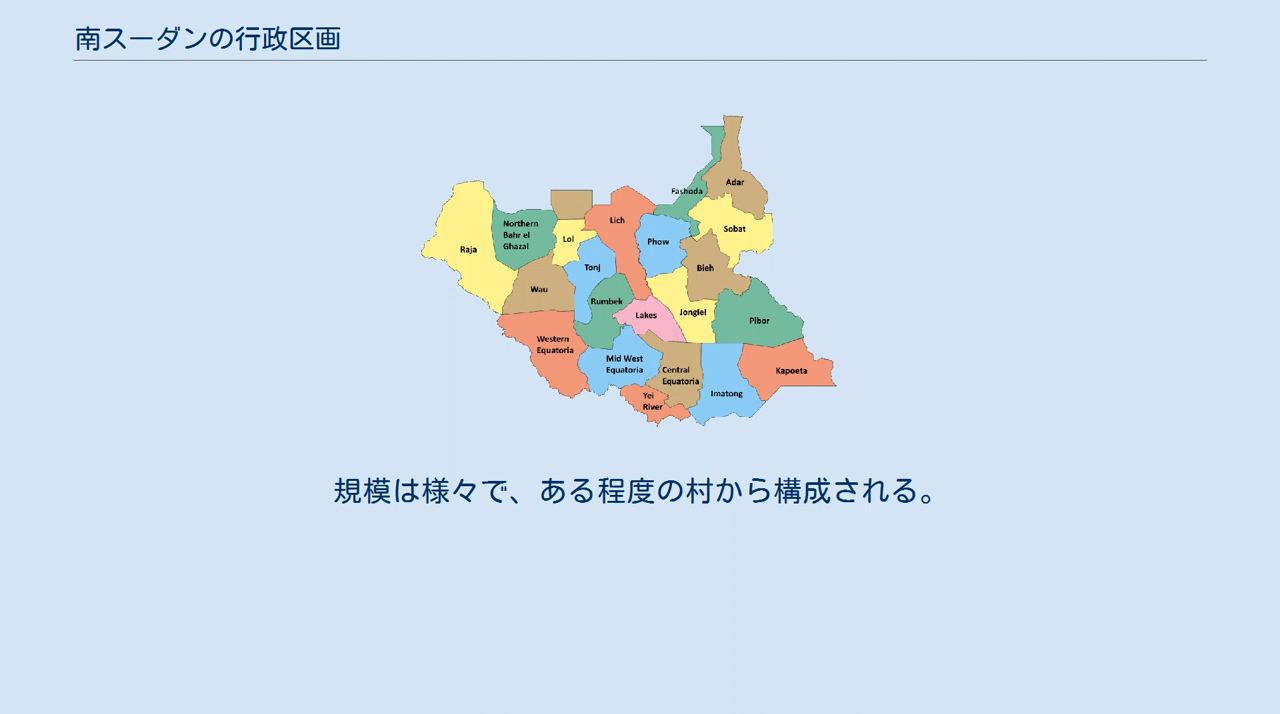 南スーダンの行政区画
Adar
Fashoda
Lich
Northern
Bahr el
Ghazal
Sobat
Lol
Phow
Raja
Tonj
Bieh
Wau
Rumbek
Jonglei
Lakes
Pibor
Western
Equatoria
Mid West
Equatoria
Central
Equatoria
Kapoeta
Imatong
Yei
River
規模は様々で、ある程度の村から構成される。